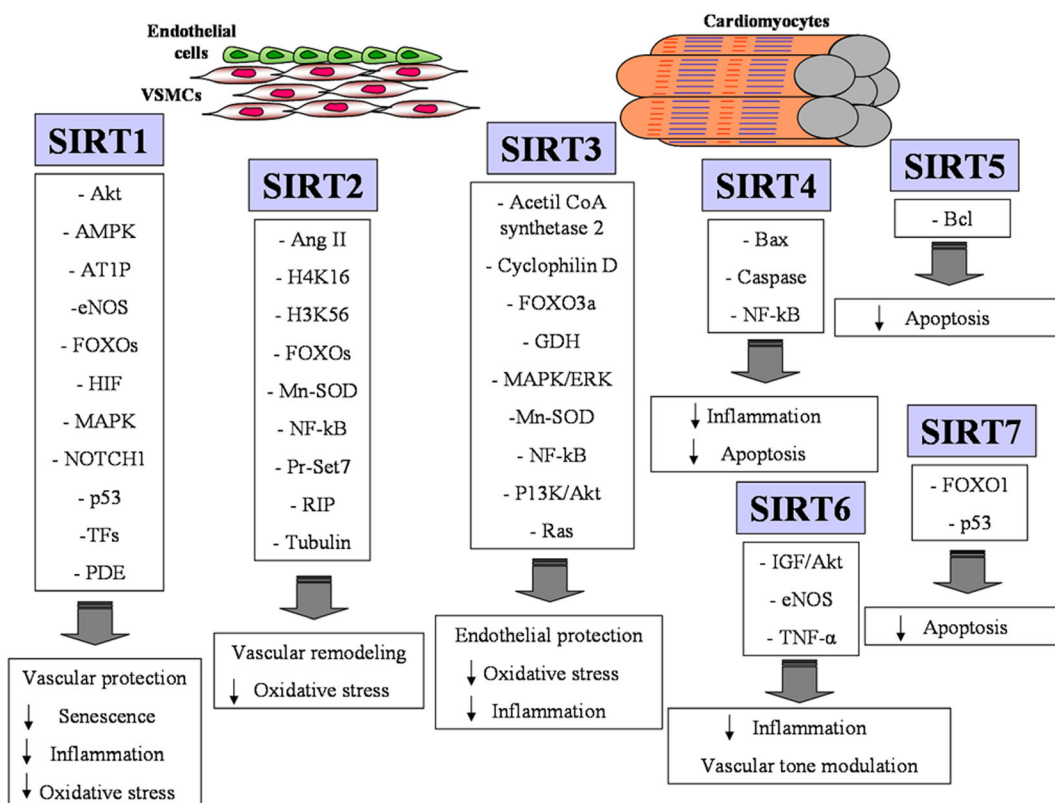 Endothelial
cells
VSMCs
Cardiomyocytes
SIRT1
- Akt
- AMPK
- AT1P
-eNOS
- FOXOs
- HIF
- MAPK
- NOTCH1
- p53
-TFs
- PDE
Vascular protection
↓ Senescence
↓ Inflammation
↓ Oxidative stress
SIRT2
- Ang II
- H4K16
- H3K56
- FOXOs
- Mn-SOD
- NF-kB
- Pr-Set7
- RIP
- Tubulin
Vascular remodeling
↓ Oxidative stress
SIRT3
- Acetil CoA
synthetase 2
- Cyclophilin D
- FOXO3a
- GDH
- MAPK/ERK
-Mn-SOD
- NF-kB
- P13K/Akt
- Ras
Endothelial protection
↓ Oxidative stress
↓ Inflammation
SIRT4
- Bax
- Caspase
- NF-kB
↓ Inflammation
↓ Apoptosis
SIRT5
- Bcl
↓ Apoptosis
SIRT6
- IGF/Akt
- eNOS
- TNF-α
↓ Inflammation
Vascular tone modulation
SIRT7
- FOXO1
- p53
↓ Apoptosis